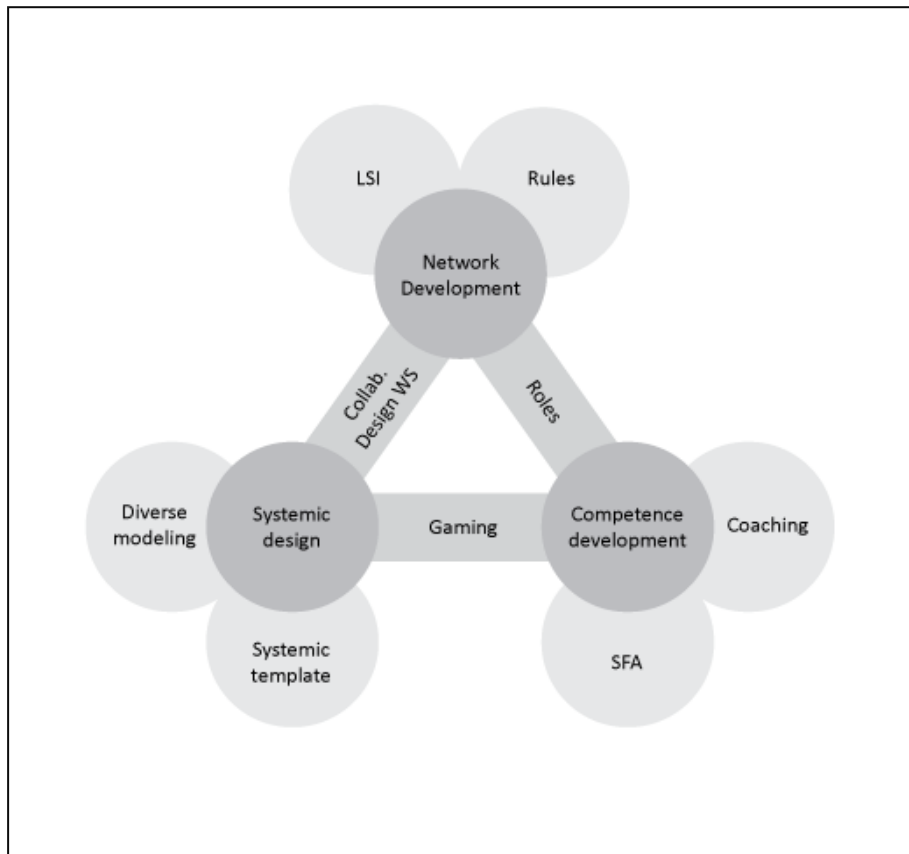 LSI
Rules
Network
Development
Collab.
Design WS
Roles
Diverse
modeling
Systemic
design
Gaming
Competence
development
Coaching
Systemic
template
SFA